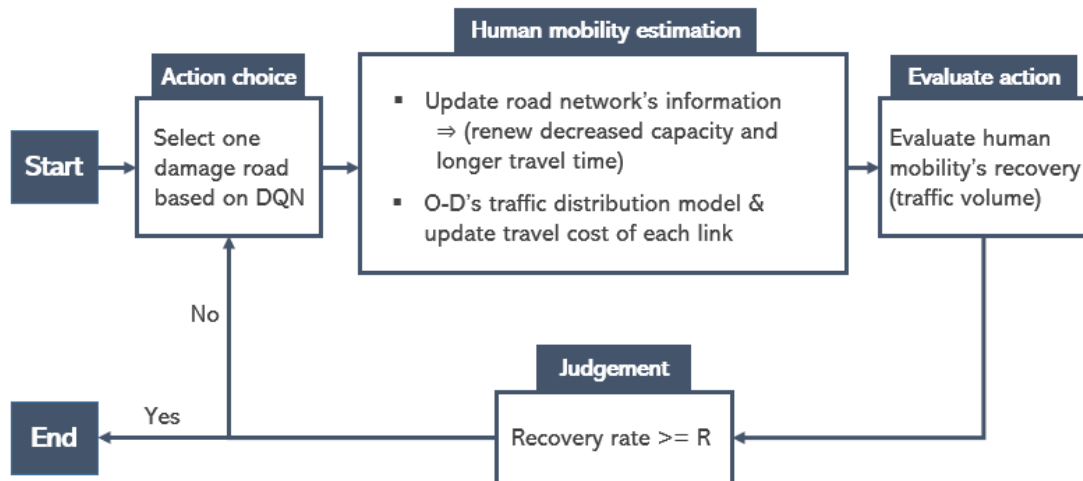 Human mobility estimation
Action choice
Evaluate action
Start
Select one
damage road
based on DQN
▪ Update road network's information
⇒ (renew decreased capacity and
longer travel time)
▪ O-D's traffic distribution model &
update travel cost of each link
Evaluate human
mobility's recovery
(traffic volume)
No
Judgement
End
Yes
Recovery rate >= R